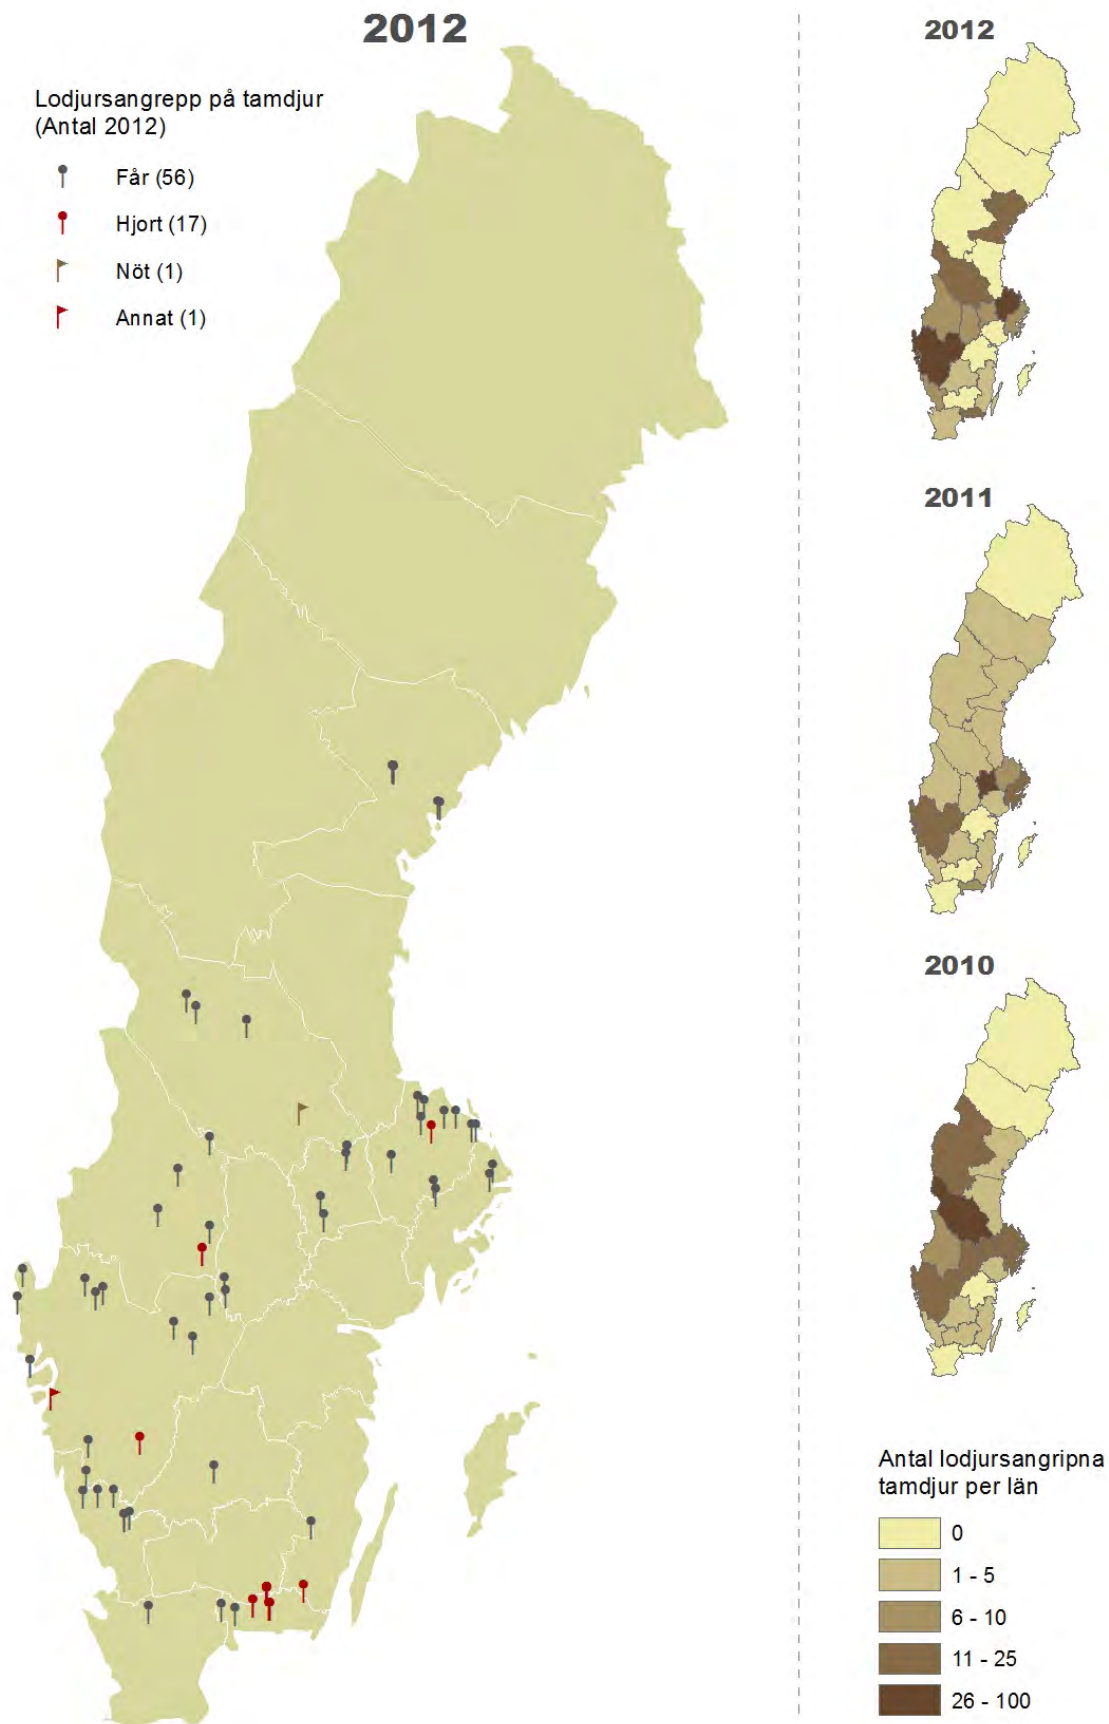 2012
Lodjursangrepp på tamdjur
(Antal 2012)
Får (56)
Hjort (17)
Nöt (1)
Annat (1)
2012
2011
2010
Antal lodjursangripna
tamdjur per län
0
1 - 5
6 - 10
11 - 25
26 - 100